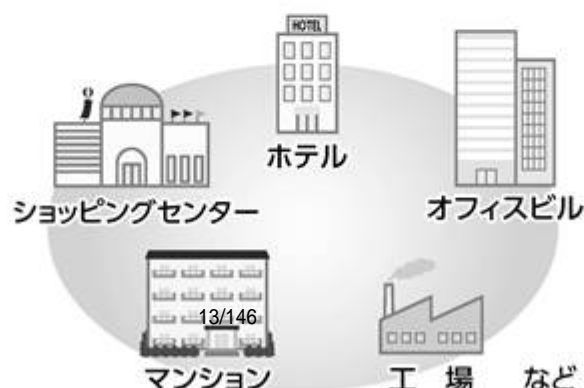 HOTEL
ホテル
ショッピングセンター
オフィスビル
13/146
マンション
工 場 など